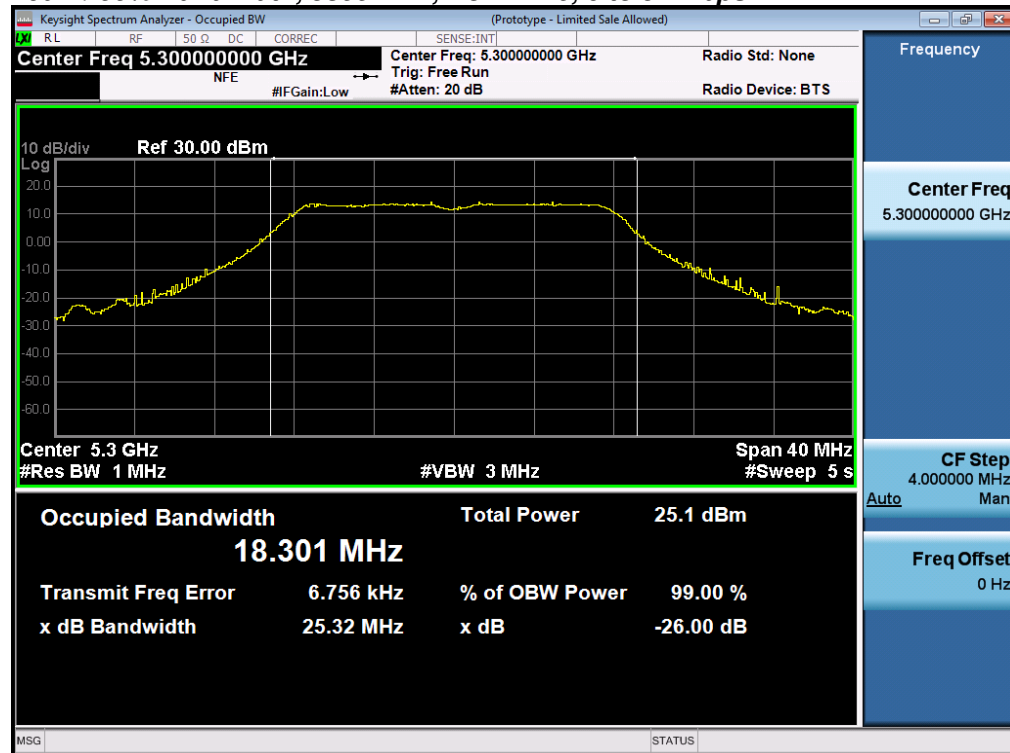 Keysight Spectrum Analyzer - Occupied BW (Prototype - Limited Sale Allowed)
LXI RL RF 50 Ω DC CORREC SENSE:INT
Center Freq 5.300000000 GHz
NFE
#IFGain:Low
Center Freq: 5.300000000 GHz
Trig: Free Run
#Atten: 20 dB
Radio Std: None
Radio Device: BTS
10 dB/div Ref 30.00 dBm
Log
20.0
10.0
0.00
-10.0
-20.0
-30.0
-40.0
-50.0
-60.0
Center 5.3 GHz Span 40 MHz
#Res BW 1 MHz #VBW 3 MHz #Sweep 5 s
Occupied Bandwidth Total Power 25.1 dBm
18.301 MHz
Transmit Freq Error 6.756 kHz % of OBW Power 99.00 %
x dB Bandwidth 25.32 MHz x dB -26.00 dB
Frequency
Center Freq
5.300000000 GHz
CF Step
4.000000 MHz
Auto Man
Freq Offset
0 Hz
MSG STATUS